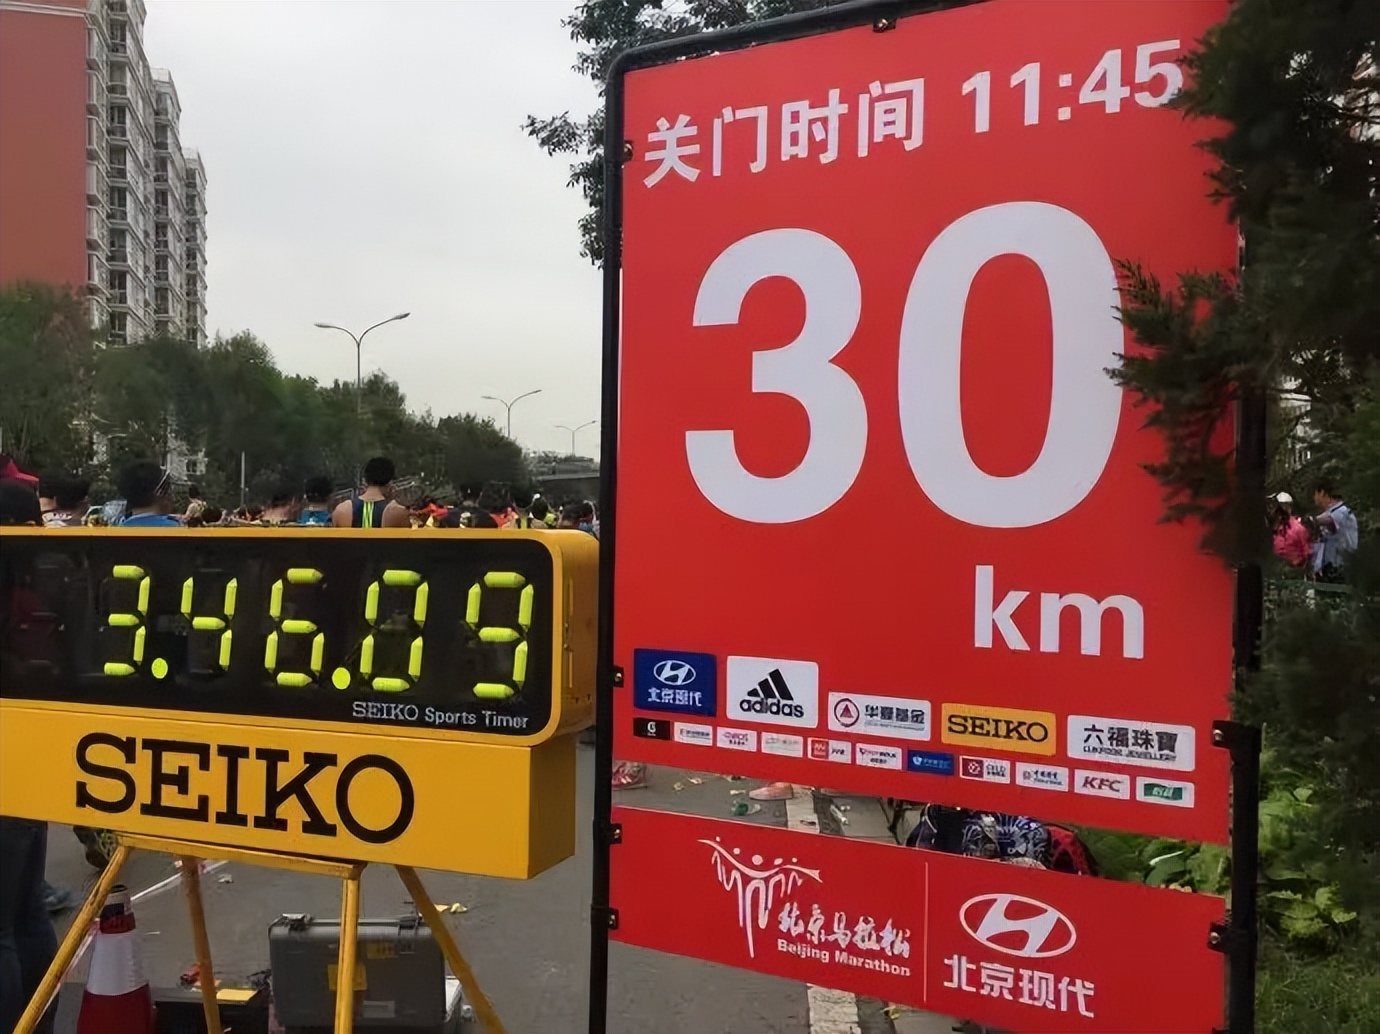 关门时间 11:45
30
km
3.46.09
SEIKO Sports Timer
SEIKO
北京现代
adidas
华夏基金
SEIKO
六福珠寶
LUKFOOK JEWELLERY
KFC
北京马拉松
Beijing Marathon
北京现代